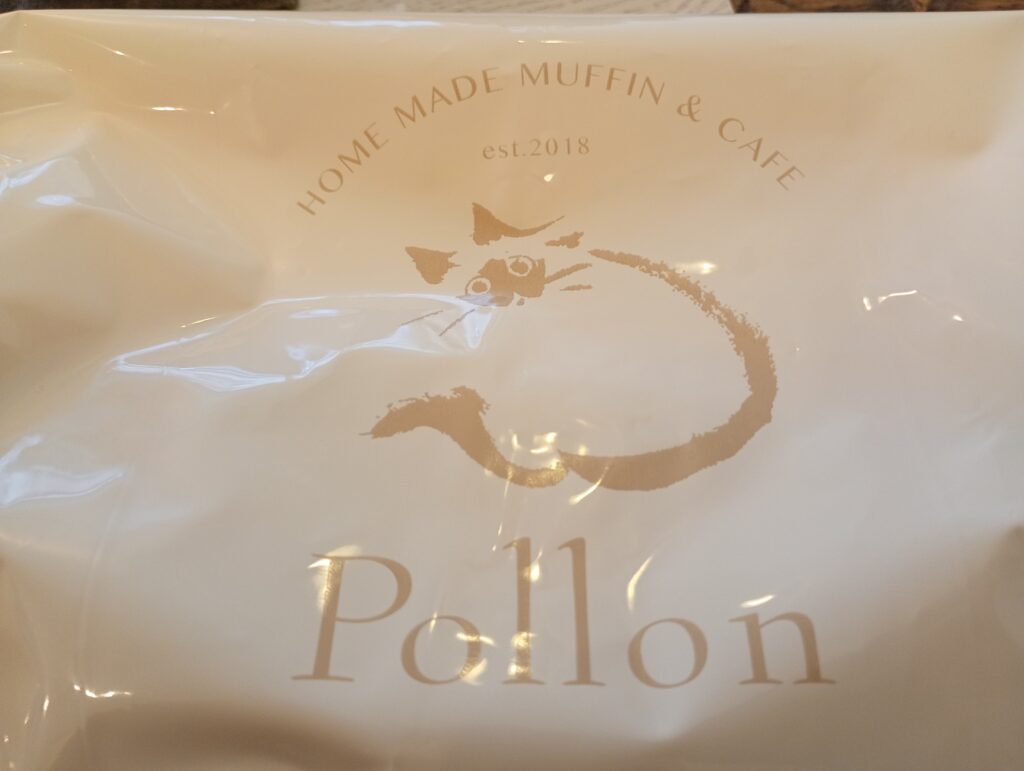 HOME MADE MUFFIN & CAFE
est.2018
Pollon